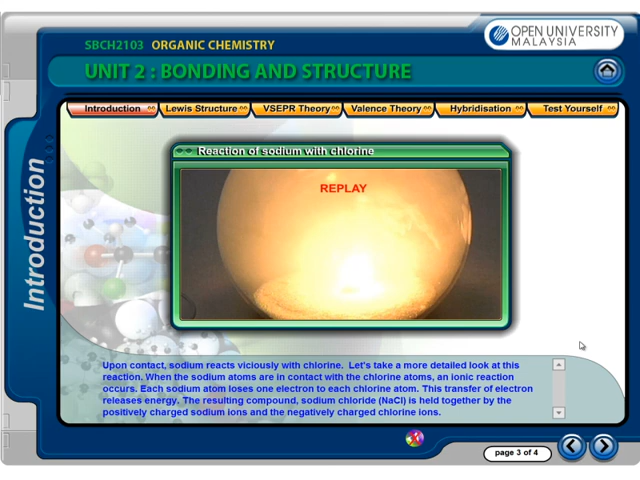 OPEN UNIVERSITY
MALAYSIA
SBCH2103 ORGANIC CHEMISTRY
UNIT 2 : BONDING AND STRUCTURE
Introduction
Lewis Structure
VSEPR Theory
Valence Theory
Hybridisation
Test Yourself
Introduction
Reaction of sodium with chlorine
REPLAY
Upon contact, sodium reacts viciously with chlorine. Let's take a more detailed look at this
reaction. When the sodium atoms are in contact with the chlorine atoms, an ionic reaction
occurs. Each sodium atom loses one electron to each chlorine atom. This transfer of electron
releases energy. The resulting compound, sodium chloride (NaCl) is held together by the
positively charged sodium ions and the negatively charged chlorine ions.
page 3 of 4